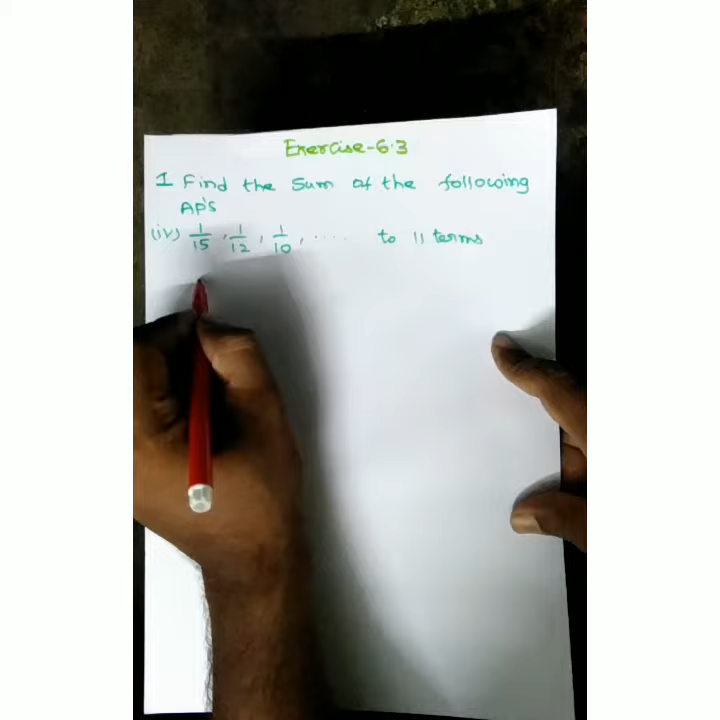 Exercise-6.3
1 Find the sum of the following
AP's
(iv) 1/15, 1/12, 1/10, ..... to 11 terms